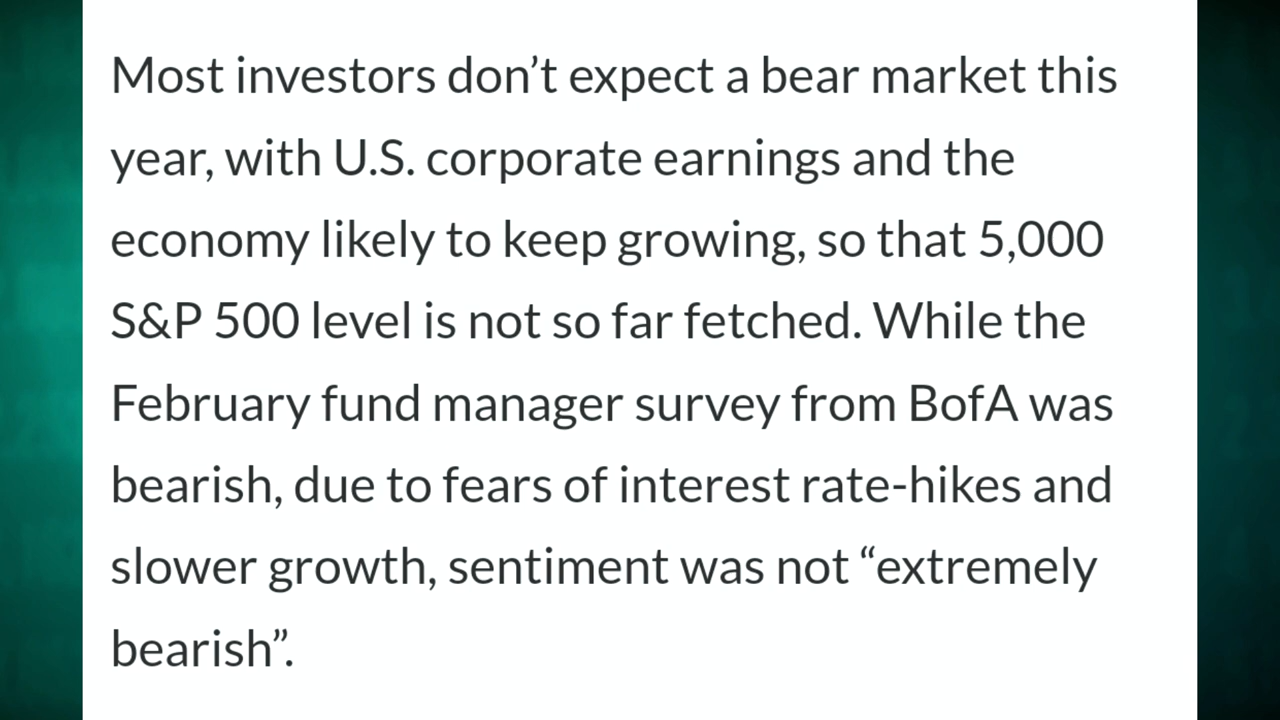 Most investors don’t expect a bear market this
year, with U.S. corporate earnings and the
economy likely to keep growing, so that 5,000
S&P 500 level is not so far fetched. While the
February fund manager survey from BofA was
bearish, due to fears of interest rate-hikes and
slower growth, sentiment was not “extremely
bearish”.